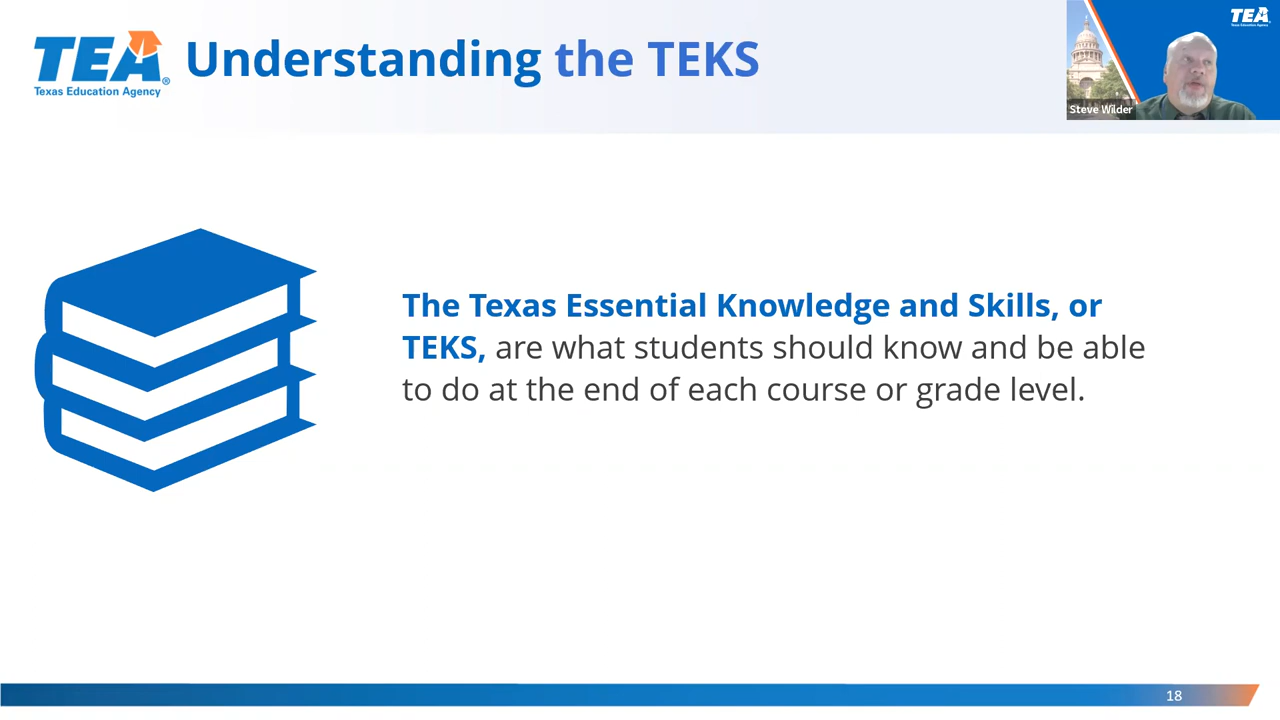 TEA
Texas Education Agency
Understanding the TEKS
TEA
Steve Wilder
The Texas Essential Knowledge and Skills, or
TEKS, are what students should know and be able
to do at the end of each course or grade level.
18